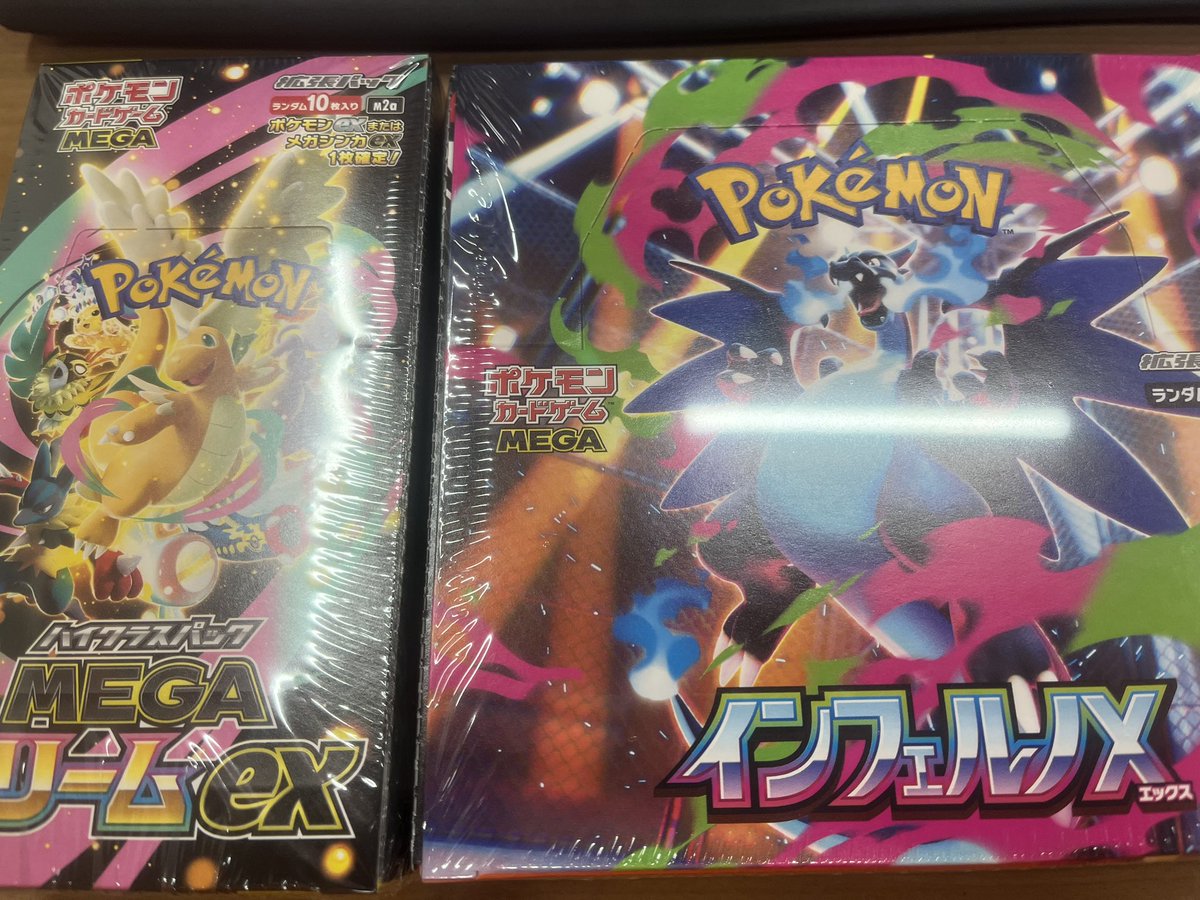 ポケモン
カードゲーム
MEGA
拡張パック
ランダム10枚入り m2a
ポケモンexまたは
メガシンカex
1枚確定!
POKÉMON
ハイクラスパック
MEGA
リームex
POKÉMON™
ポケモン
カードゲーム™
MEGA
拡張
ランダ
インフェルノX
エックス